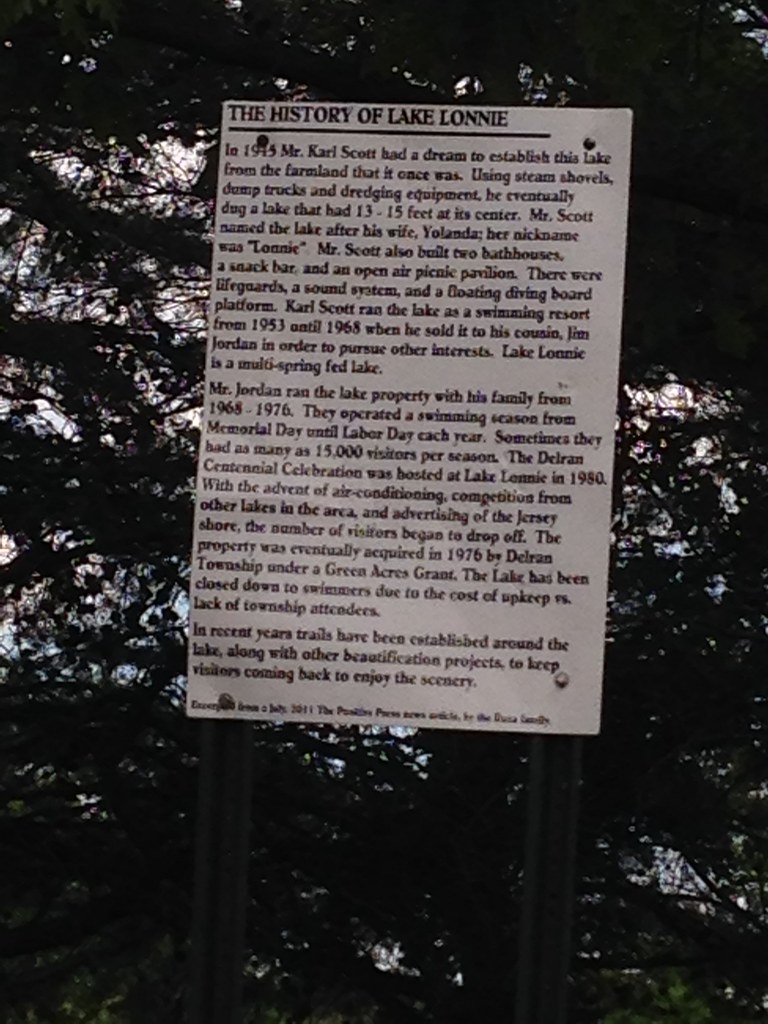 THE HISTORY OF LAKE LONNIE
In 1945 Mr. Karl Scott had a dream to establish this lake
from the farmland that it once was. Using steam shovels,
dump trucks and dredging equipment, he eventually
dug a lake that had 13 - 15 feet at its center. Mr. Scott
named the lake after his wife, Yolanda; her nickname
was "Lonnie". Mr. Scott also built two bathhouses,
a snack bar, and an open air picnic pavilion. There were
lifeguards, a sound system, and a floating diving board
platform. Karl Scott ran the lake as a swimming resort
from 1953 until 1968 when he sold it to his cousin, Jim
Jordan in order to pursue other interests. Lake Lonnie
is a multi-spring fed lake.
Mr. Jordan ran the lake property with his family from
1968 - 1976. They operated a swimming season from
Memorial Day until Labor Day each year. Sometimes they
had as many as 15,000 visitors per season. The Delran
Centennial Celebration was hosted at Lake Lonnie in 1980.
With the advent of air-conditioning, competition from
other lakes in the area, and advertising of the Jersey
shore, the number of visitors began to drop off. The
property was eventually acquired in 1976 by Delran
Township under a Green Acres Grant. The Lake has been
closed down to swimmers due to the cost of upkeep vs.
lack of township attendees.
In recent years trails have been established around the
lake, along with other beautification projects, to keep
visitors coming back to enjoy the scenery.
from a July, 2011 The Positive Press news article, by the family